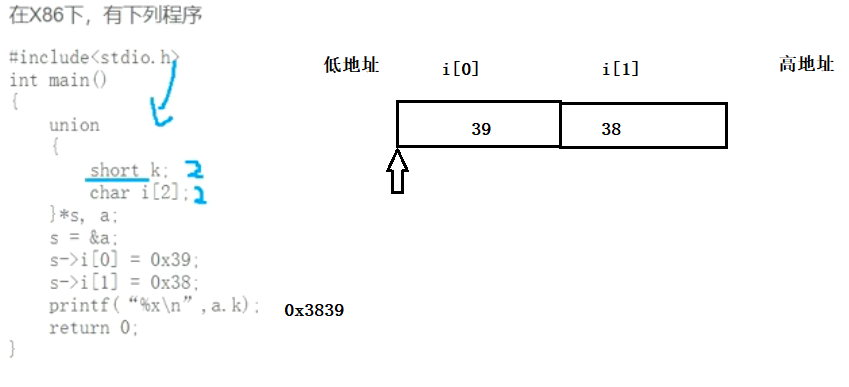 在X86下，有下列程序
#include<stdio.h>
int main()
{
union
{
short k; 2
char i[2]; 2
}*s, a;
s = &a;
s->i[0] = 0x39;
s->i[1] = 0x38;
printf(“%x\n”,a.k); 0x3839
return 0;
}
低地址 i[0] i[1] 高地址
39 38